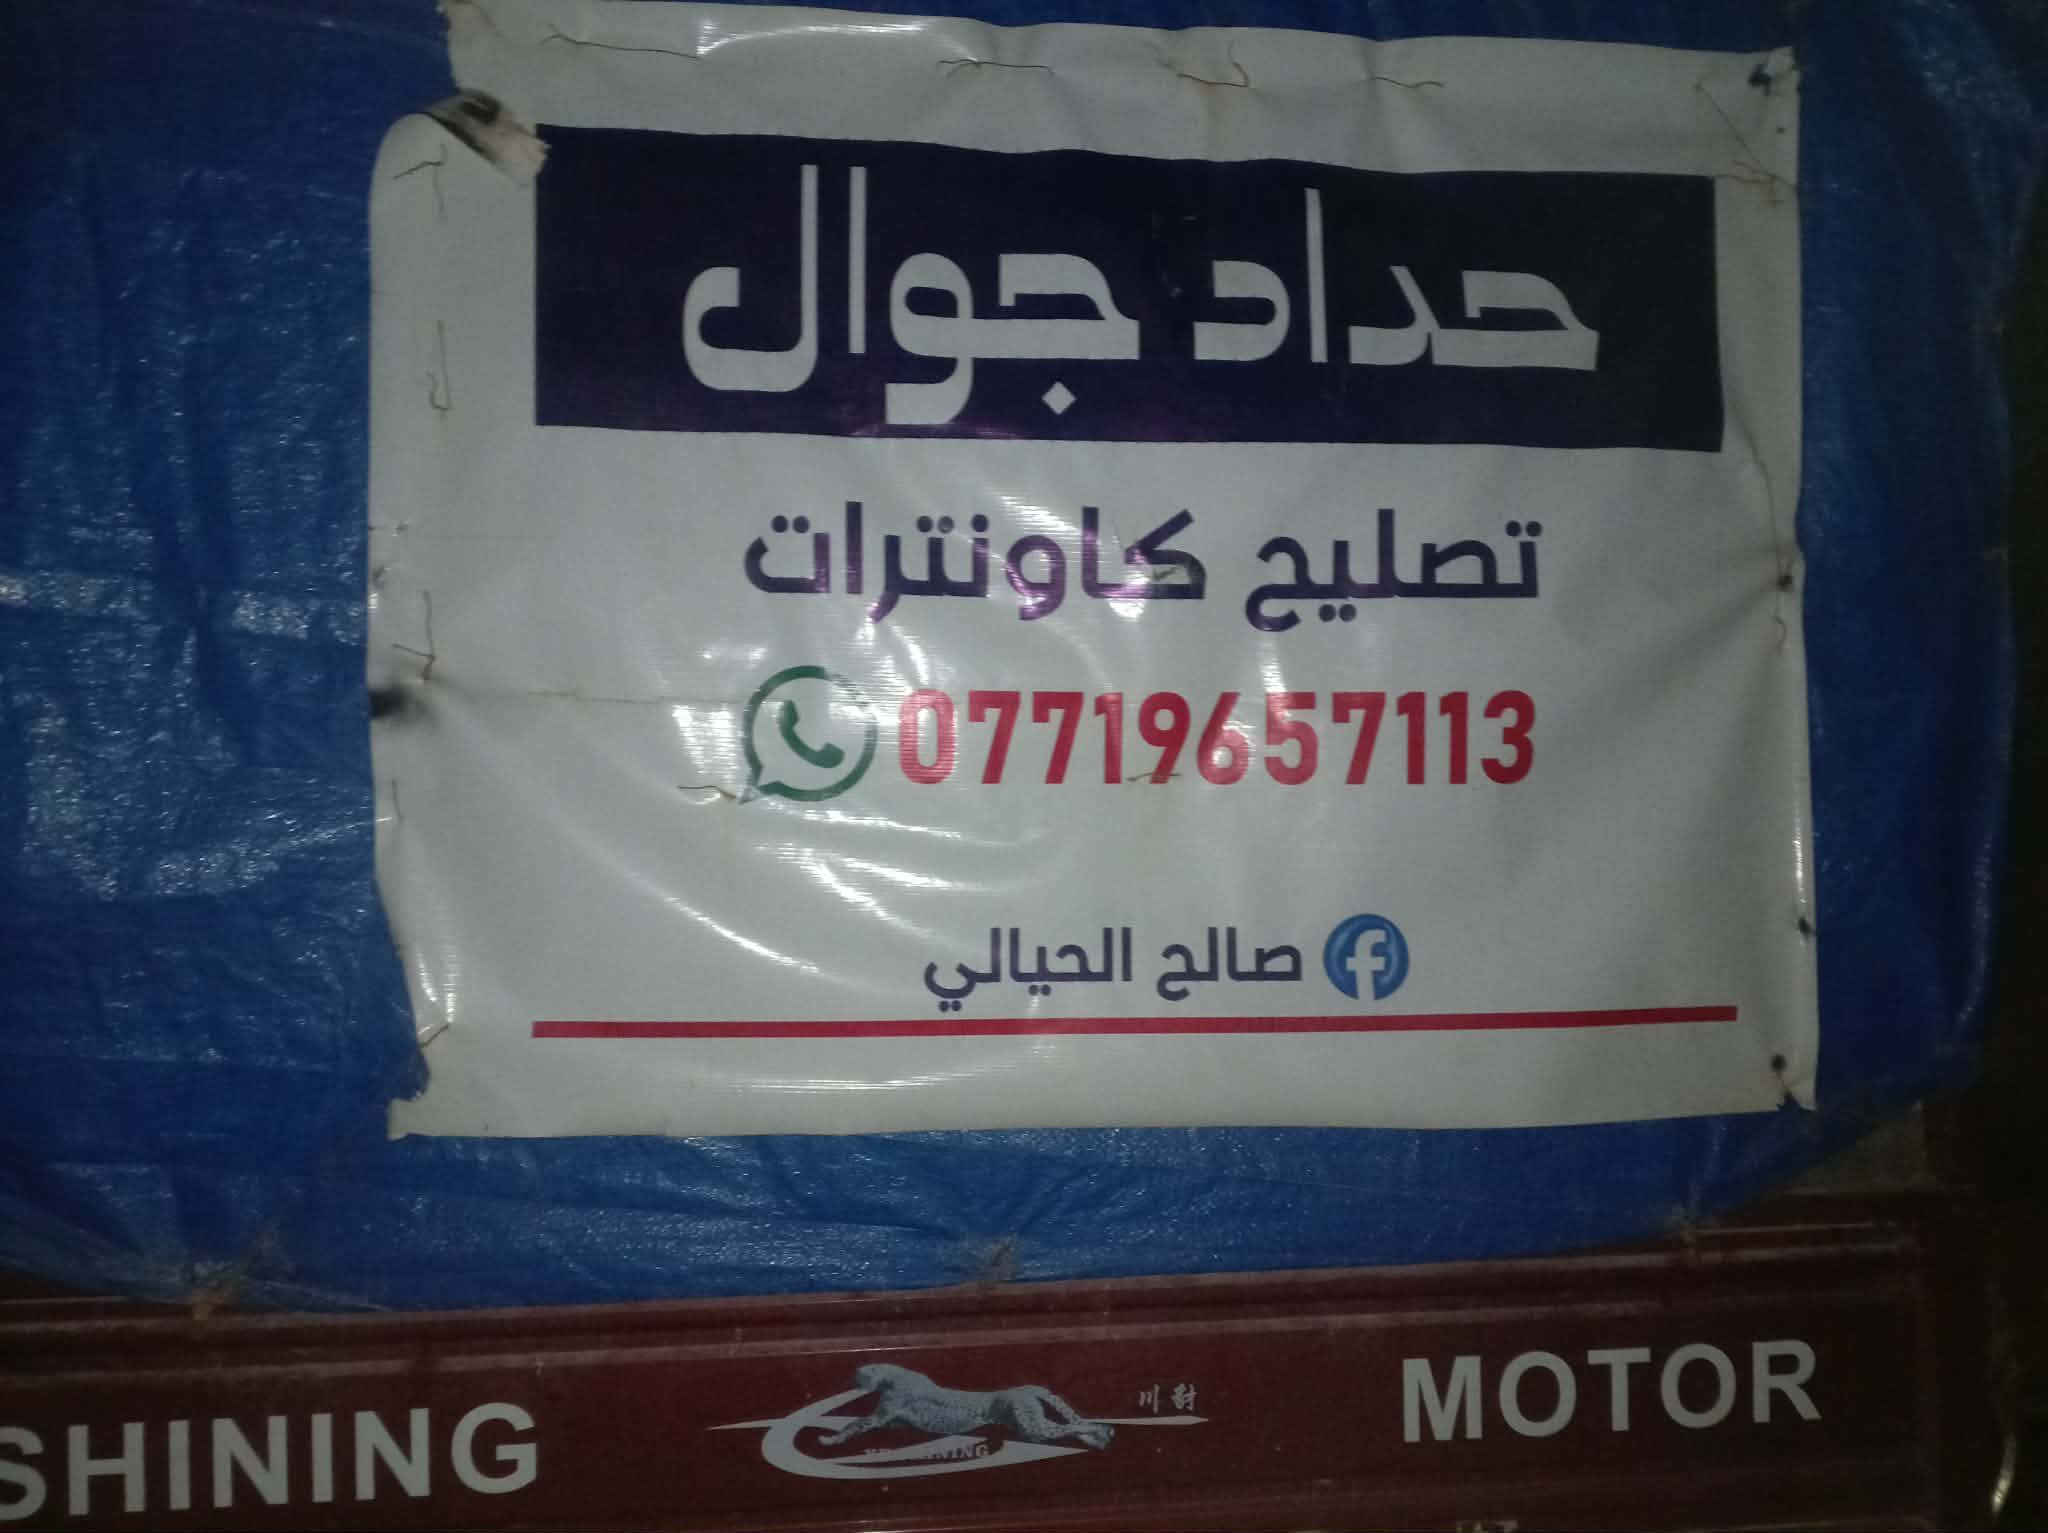 حداد جوال
تصليح كاونترات
07719657113
صالح الحيالي
SHINING
MOTOR